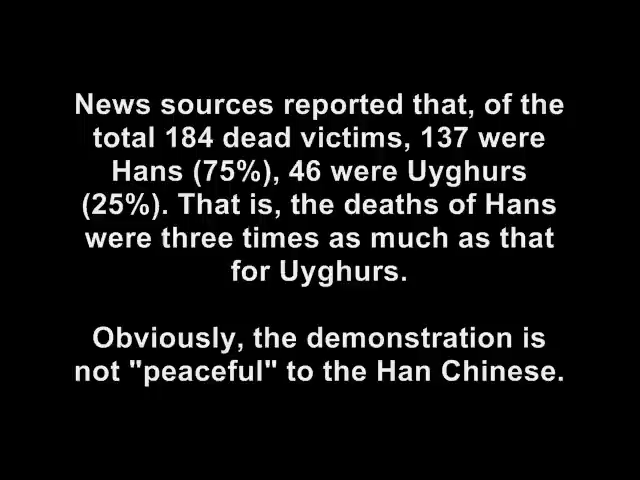 News sources reported that, of the
total 184 dead victims, 137 were
Hans (75%), 46 were Uyghurs
(25%). That is, the deaths of Hans
were three times as much as that
for Uyghurs.
Obviously, the demonstration is
not "peaceful" to the Han Chinese.